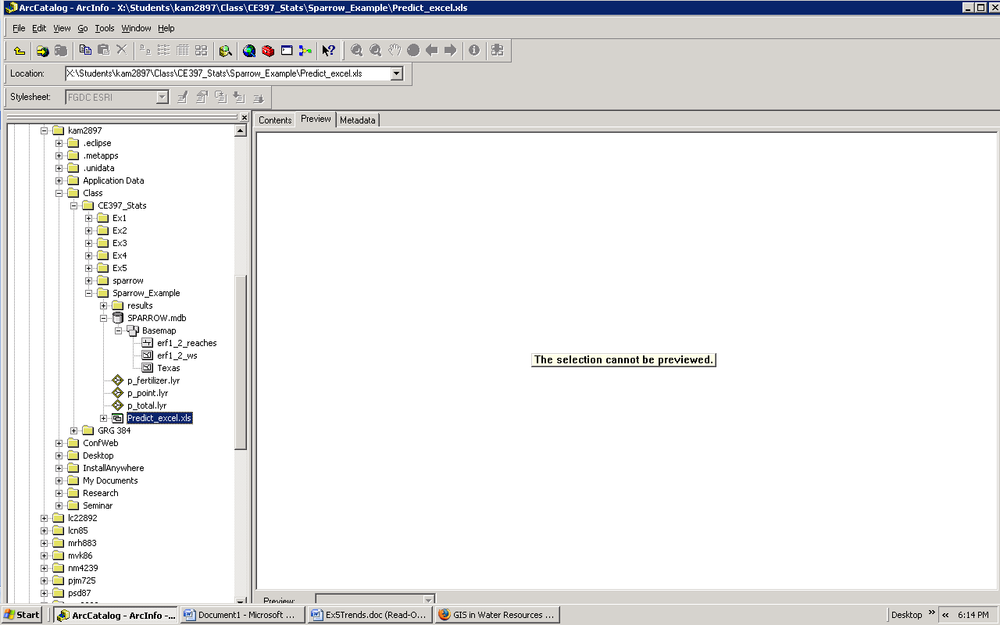 ArcCatalog - ArcInfo - X:\Students\kam2897\Class\CE397_Stats\Sparrow_Example\Predict_excel.xls
File Edit View Go Tools Window Help
Location: X:\Students\kam2897\Class\CE397_Stats\Sparrow_Example\Predict_excel.xls
Stylesheet: FGDC ESRI
Contents Preview Metadata
kam2897
.eclipse
.metapps
.unidata
Application Data
Class
CE397_Stats
Ex1
Ex2
Ex3
Ex4
Ex5
sparrow
Sparrow_Example
results
SPARROW.mdb
Basemap
erf1_2_reaches
erf1_2_ws
Texas
p_fertilizer.lyr
p_point.lyr
p_total.lyr
Predict_excel.xls
GRG 384
ConfWeb
Desktop
InstallAnywhere
My Documents
Research
Seminar
lc22892
lcn85
mrh883
mvk86
nm4239
pjm725
psd87
The selection cannot be previewed.
Preview:
Start ArcCatalog - ArcInfo -... Document1 - Microsoft ... Ex5Trends.doc (Read-O... GIS in Water Resources ... Desktop » « 6:14 PM